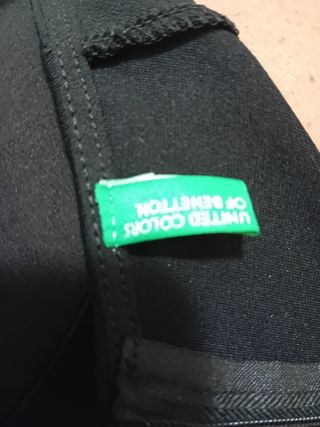 UNITED COLORS
OF BENETTON.